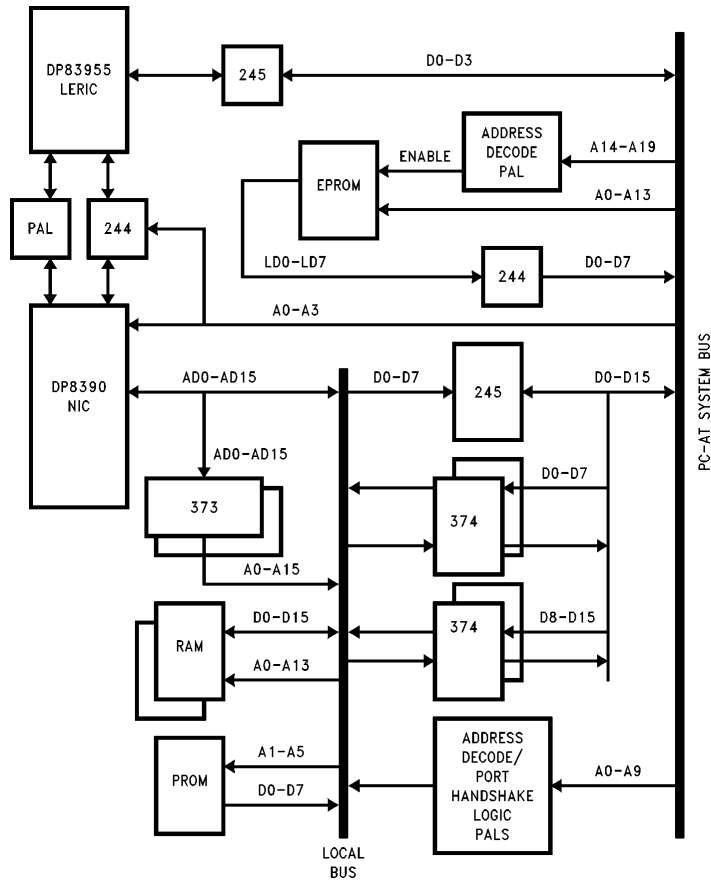 DP83955
LERIC
245
D0-D3
ADDRESS
DECODE
PAL
A14-A19
ENABLE
EPROM
A0-A13
PAL
244
LD0-LD7
244
D0-D7
A0-A3
DP8390
NIC
AD0-AD15
D0-D7
245
D0-D15
PC-AT SYSTEM BUS
AD0-AD15
373
D0-D7
374
A0-A15
RAM
D0-D15
374
D8-D15
A0-A13
PROM
A1-A5
D0-D7
ADDRESS
DECODE/
PORT
HANDSHAKE
LOGIC
PALS
A0-A9
LOCAL
BUS